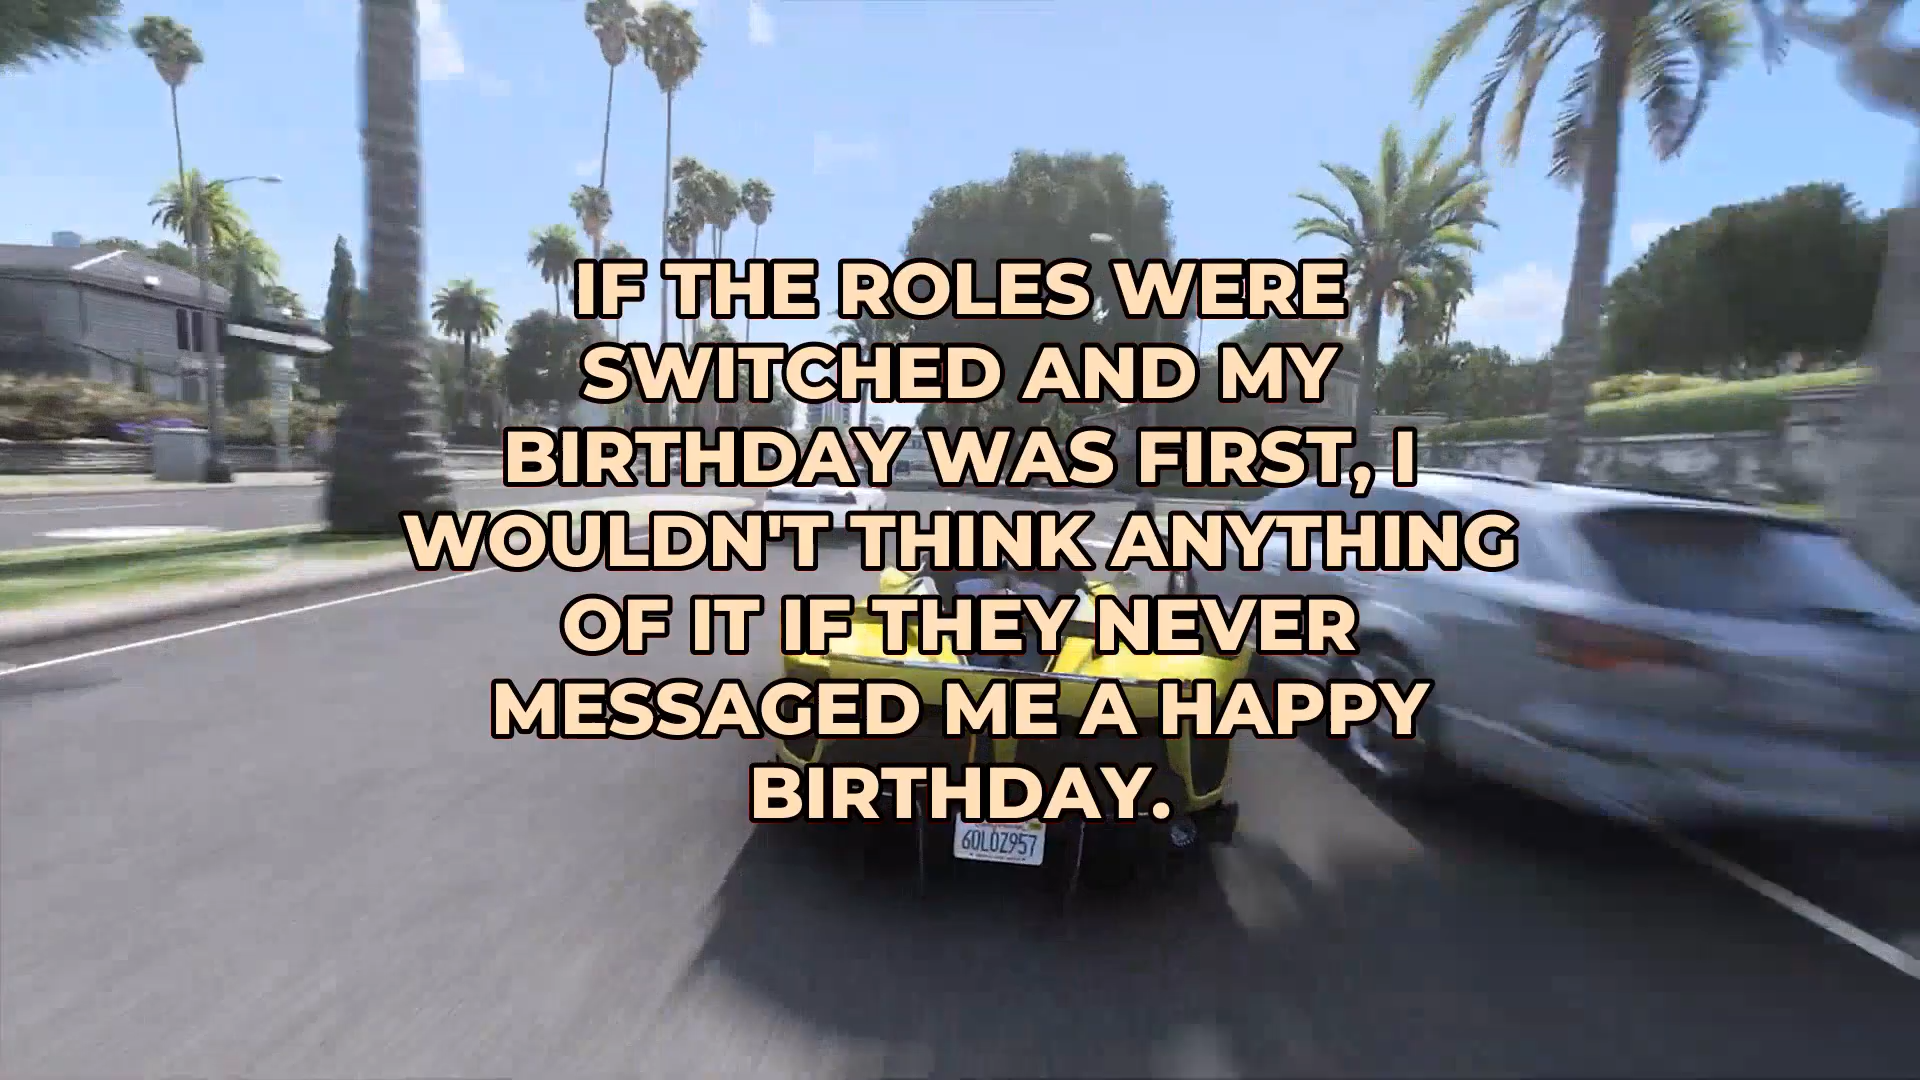 IF THE ROLES WERE
SWITCHED AND MY
BIRTHDAY WAS FIRST, I
WOULDN'T THINK ANYTHING
OF IT IF THEY NEVER
MESSAGED ME A HAPPY
BIRTHDAY.
60LOZ957